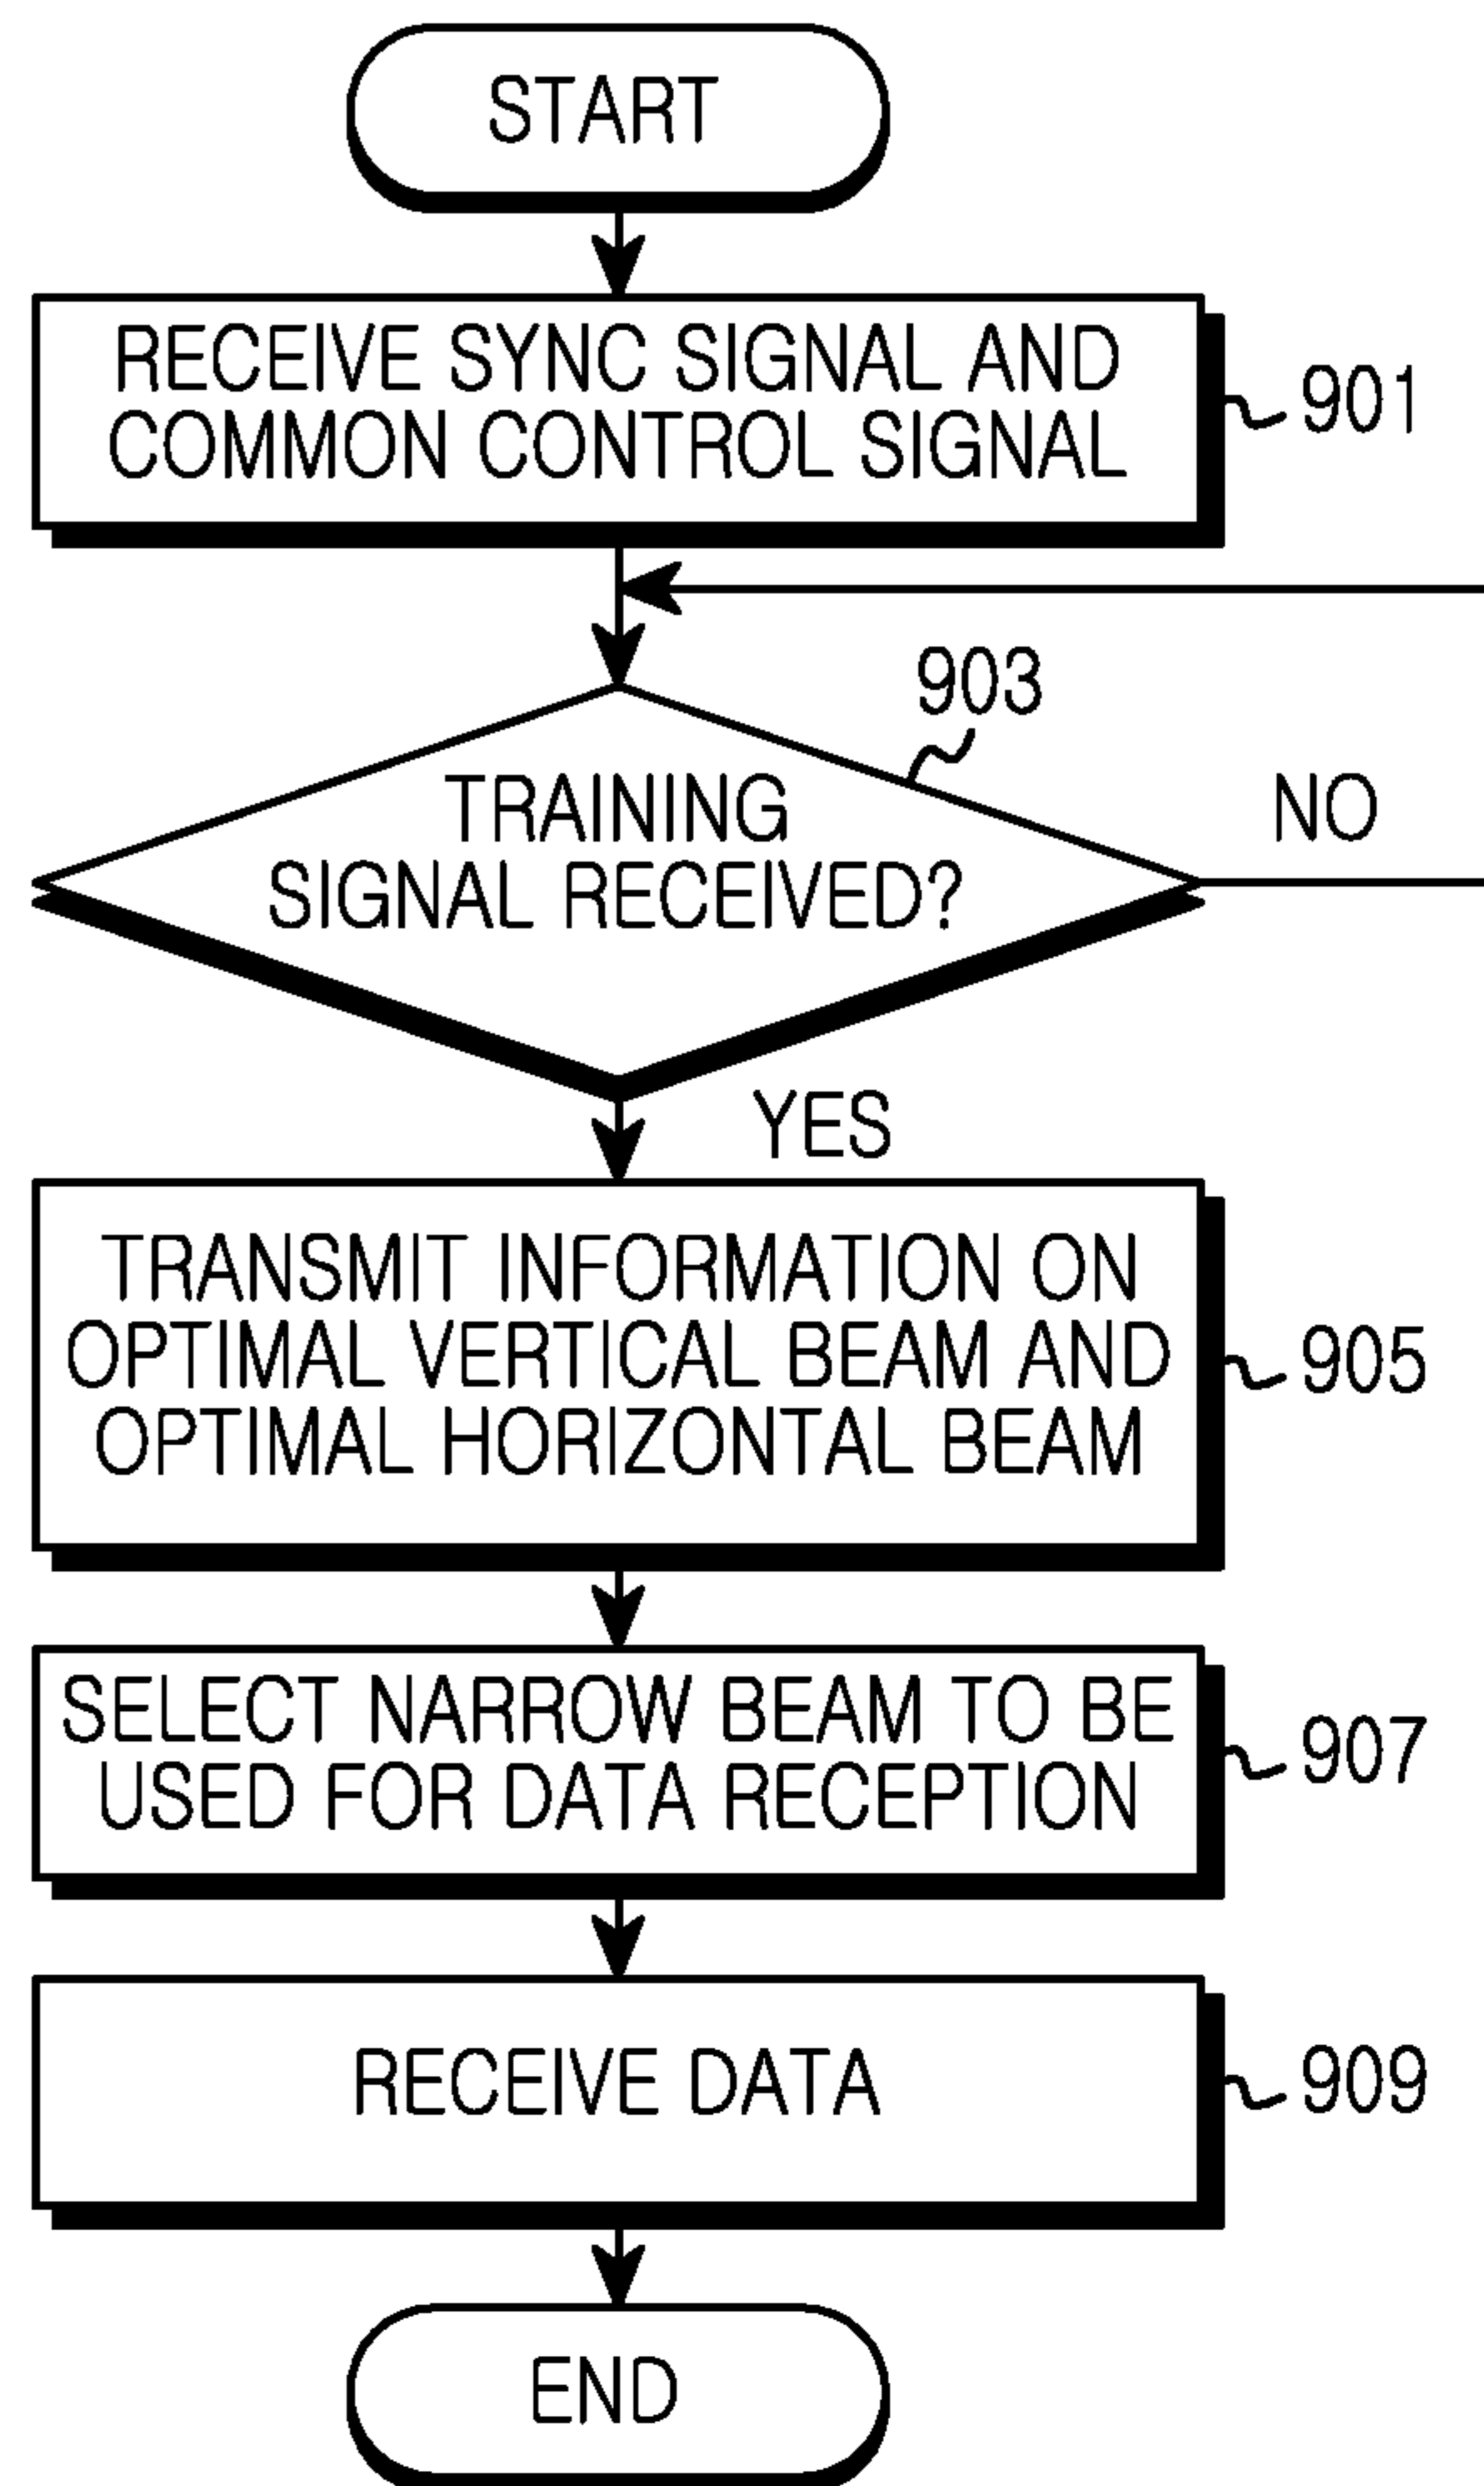 START
RECEIVE SYNC SIGNAL AND
COMMON CONTROL SIGNAL
901
903
TRAINING
SIGNAL RECEIVED?
NO
YES
TRANSMIT INFORMATION ON
OPTIMAL VERTICAL BEAM AND
OPTIMAL HORIZONTAL BEAM
905
SELECT NARROW BEAM TO BE
USED FOR DATA RECEPTION
907
RECEIVE DATA
909
END